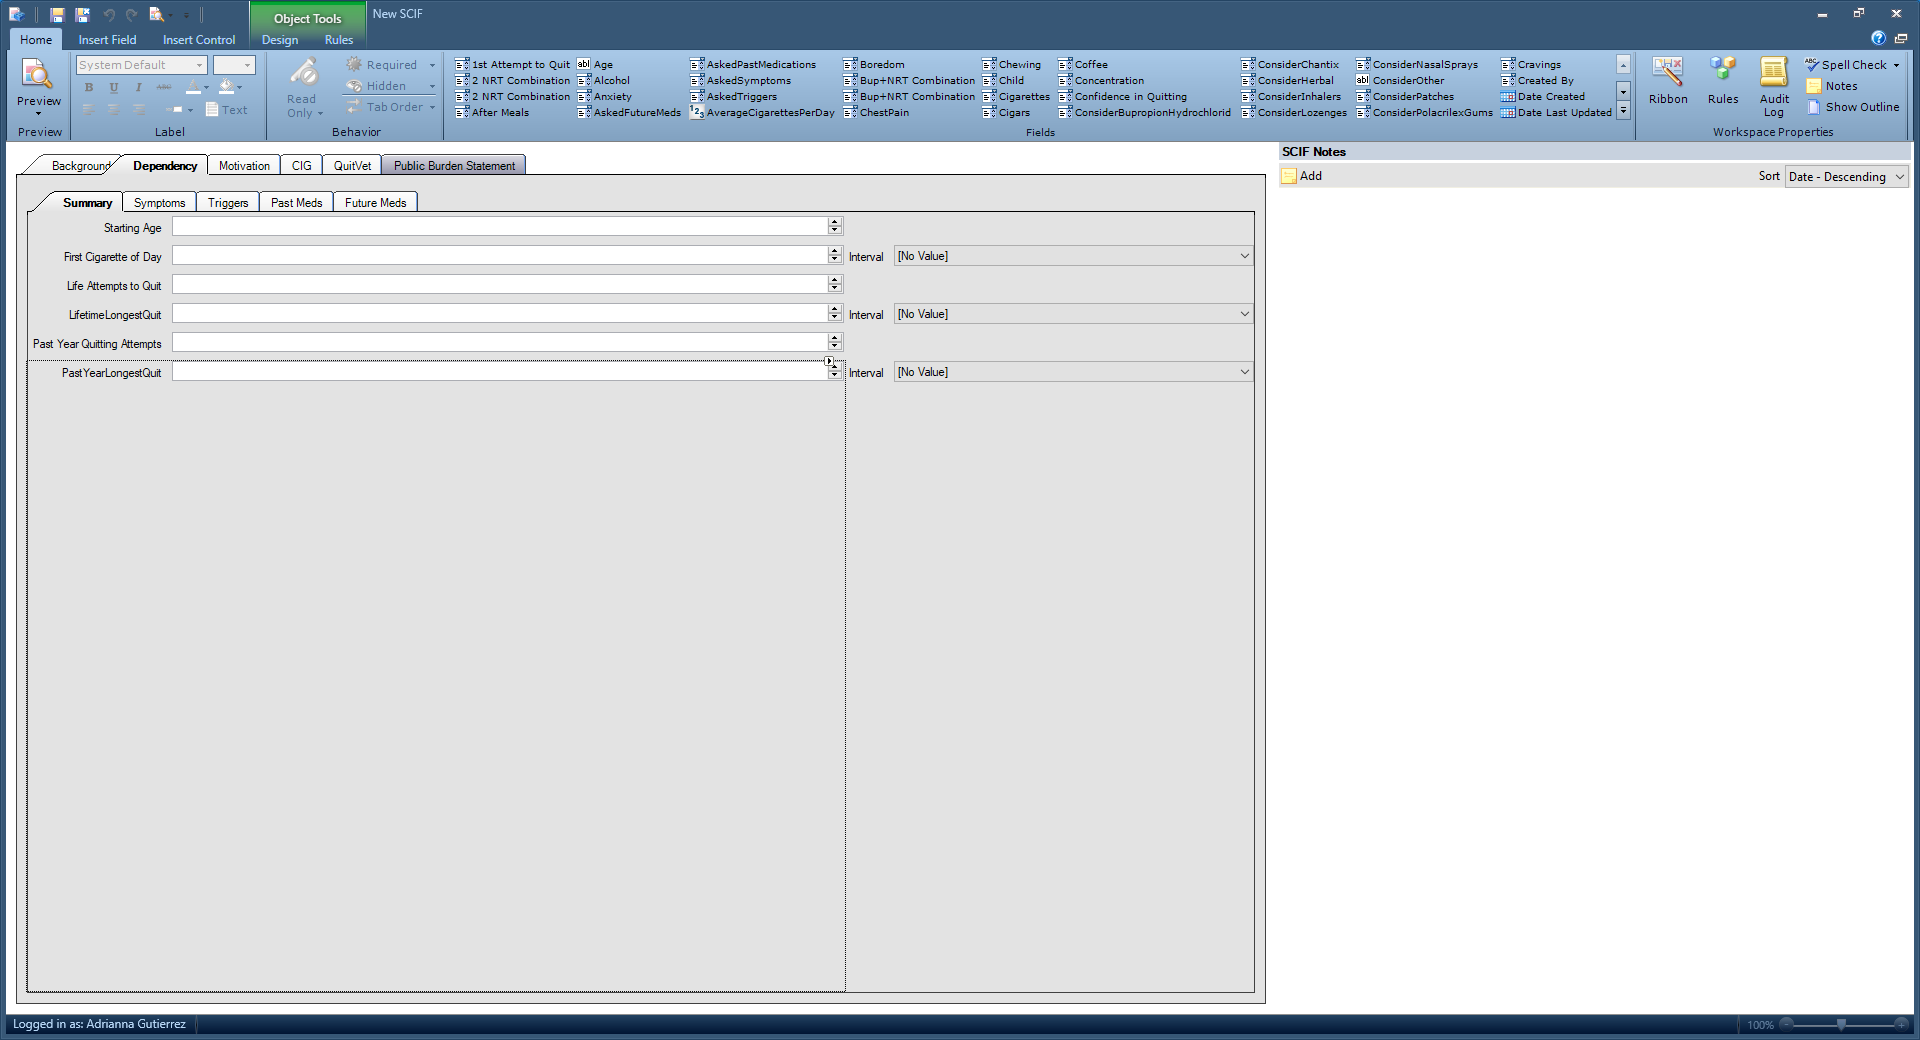 Object Tools
New SCIF
Home
Insert Field
Insert Control
Design
Rules
Preview
Preview
System Default
B U I ABC
Text
Label
Read Only
Required
Hidden
Tab Order
Behavior
1st Attempt to Quit
2 NRT Combination
2 NRT Combination
After Meals
abl Age
Alcohol
Anxiety
AskedFutureMeds
AskedPastMedications
AskedSymptoms
AskedTriggers
AverageCigarettesPerDay
Boredom
Bup+NRT Combination
Bup+NRT Combination
ChestPain
Chewing
Child
Cigarettes
Cigars
Coffee
Concentration
Confidence in Quitting
ConsiderBupropionHydrochlorid
ConsiderChantix
ConsiderHerbal
ConsiderInhalers
ConsiderLozenges
ConsiderNasalSprays
abl ConsiderOther
ConsiderPatches
ConsiderPolacrilexGums
Cravings
Created By
Date Created
Date Last Updated
Fields
Ribbon
Rules
Audit Log
Spell Check
Notes
Show Outline
Workspace Properties
Background
Dependency
Motivation
CIG
QuitVet
Public Burden Statement
Summary
Symptoms
Triggers
Past Meds
Future Meds
Starting Age
First Cigarette of Day
Interval [No Value]
Life Attempts to Quit
LifetimeLongestQuit
Interval [No Value]
Past Year Quitting Attempts
PastYearLongestQuit
Interval [No Value]
SCIF Notes
Add
Sort Date - Descending
Logged in as: Adrianna Gutierrez
100%